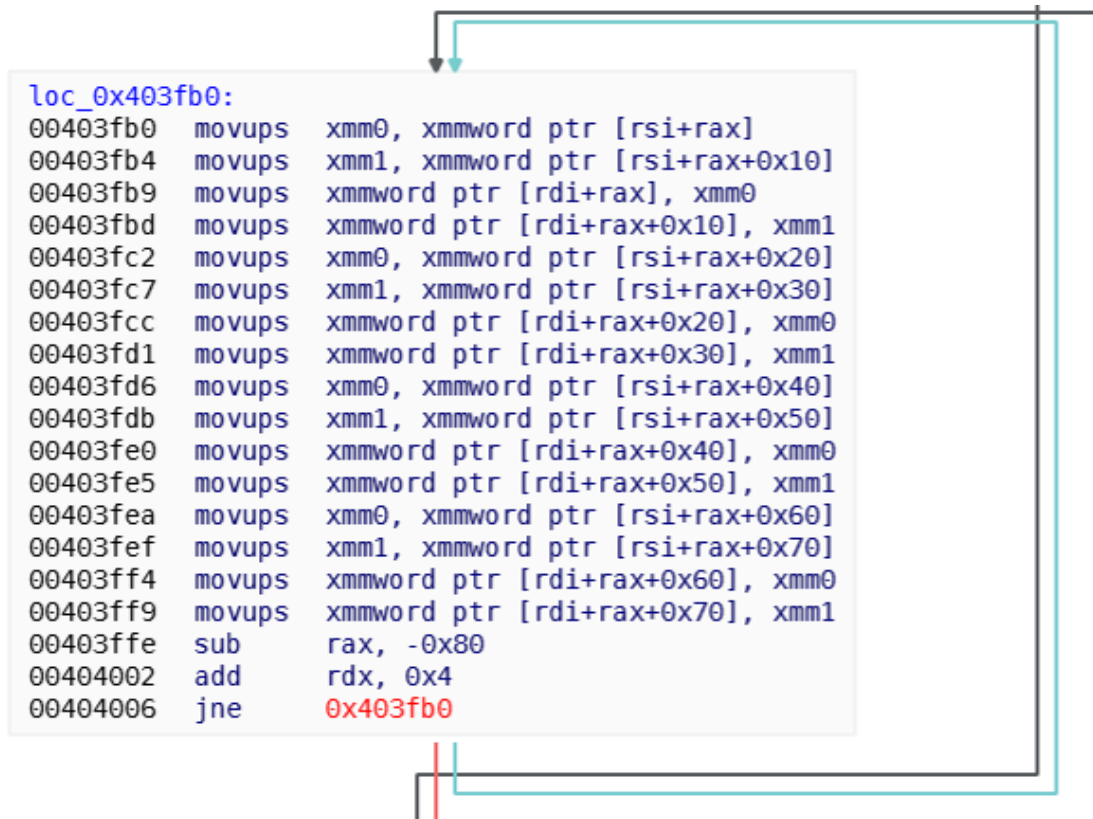 loc_0x403fb0:
00403fb0 movups xmm0, xmmword ptr [rsi+rax]
00403fb4 movups xmm1, xmmword ptr [rsi+rax+0x10]
00403fb9 movups xmmword ptr [rdi+rax], xmm0
00403fbd movups xmmword ptr [rdi+rax+0x10], xmm1
00403fc2 movups xmm0, xmmword ptr [rsi+rax+0x20]
00403fc7 movups xmm1, xmmword ptr [rsi+rax+0x30]
00403fcc movups xmmword ptr [rdi+rax+0x20], xmm0
00403fd1 movups xmmword ptr [rdi+rax+0x30], xmm1
00403fd6 movups xmm0, xmmword ptr [rsi+rax+0x40]
00403fdb movups xmm1, xmmword ptr [rsi+rax+0x50]
00403fe0 movups xmmword ptr [rdi+rax+0x40], xmm0
00403fe5 movups xmmword ptr [rdi+rax+0x50], xmm1
00403fea movups xmm0, xmmword ptr [rsi+rax+0x60]
00403fef movups xmm1, xmmword ptr [rsi+rax+0x70]
00403ff4 movups xmmword ptr [rdi+rax+0x60], xmm0
00403ff9 movups xmmword ptr [rdi+rax+0x70], xmm1
00403ffe sub rax, -0x80
00404002 add rdx, 0x4
00404006 jne 0x403fb0